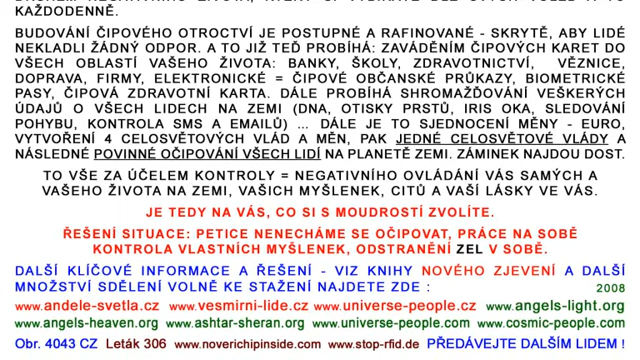 KAŽDODENNĚ.
BUDOVÁNÍ ČIPOVÉHO OTROCTVÍ JE POSTUPNÉ A RAFINOVANÉ - SKRYTĚ, ABY LIDÉ
NEKLADLI ŽÁDNÝ ODPOR. A TO JIŽ TEĎ PROBÍHÁ: ZAVÁDĚNÍM ČIPOVÝCH KARET DO
VŠECH OBLASTÍ VAŠEHO ŽIVOTA: BANKY, ŠKOLY, ZDRAVOTNICTVÍ, VĚZNICE,
DOPRAVA, FIRMY, ELEKTRONICKÉ = ČIPOVÉ OBČANSKÉ PRŮKAZY, BIOMETRICKÉ
PASY, ČIPOVÁ ZDRAVOTNÍ KARTA. DÁLE PROBÍHÁ SHROMAŽĎOVÁNÍ VEŠKERÝCH
ÚDAJŮ O VŠECH LIDECH NA ZEMI (DNA, OTISKY PRSTŮ, IRIS OKA, SLEDOVÁNÍ
POHYBU, KONTROLA SMS A EMAILŮ) ... DÁLE JE TO SJEDNOCENÍ MĚNY - EURO,
VYTVOŘENÍ 4 CELOSVĚTOVÝCH VLÁD A MĚN, PAK JEDNÉ CELOSVĚTOVÉ VLÁDY A
NÁSLEDNÉ POVINNÉ OČIPOVÁNÍ VŠECH LIDÍ NA PLANETĚ ZEMI. ZÁMINEK NAJDOU DOST.
TO VŠE ZA ÚČELEM KONTROLY = NEGATIVNÍHO OVLÁDÁNÍ VÁS SAMÝCH A
VAŠEHO ŽIVOTA NA ZEMI, VAŠICH MYŠLENEK, CITŮ A VAŠÍ LÁSKY VE VÁS.
JE TEDY NA VÁS, CO SI S MOUDROSTÍ ZVOLÍTE.
ŘEŠENÍ SITUACE: PETICE NENECHÁME SE OČIPOVAT, PRÁCE NA SOBĚ
KONTROLA VLASTNÍCH MYŠLENEK, ODSTRANĚNÍ ZEL V SOBĚ.
DALŠÍ KLÍČOVÉ INFORMACE A ŘEŠENÍ - VIZ KNIHY NOVÉHO ZJEVENÍ A DALŠÍ
MNOŽSTVÍ SDĚLENÍ VOLNĚ KE STAŽENÍ NAJDETE ZDE : 2008
www.andele-svetla.cz www.vesmirni-lide.cz www.universe-people.cz www.angels-light.org
www.angels-heaven.org www.ashtar-sheran.org www.universe-people.com www.cosmic-people.com
Obr. 4043 CZ Leták 306 www.noverichipinside.com www.stop-rfid.de PŘEDÁVEJTE DALŠÍM LIDEM !